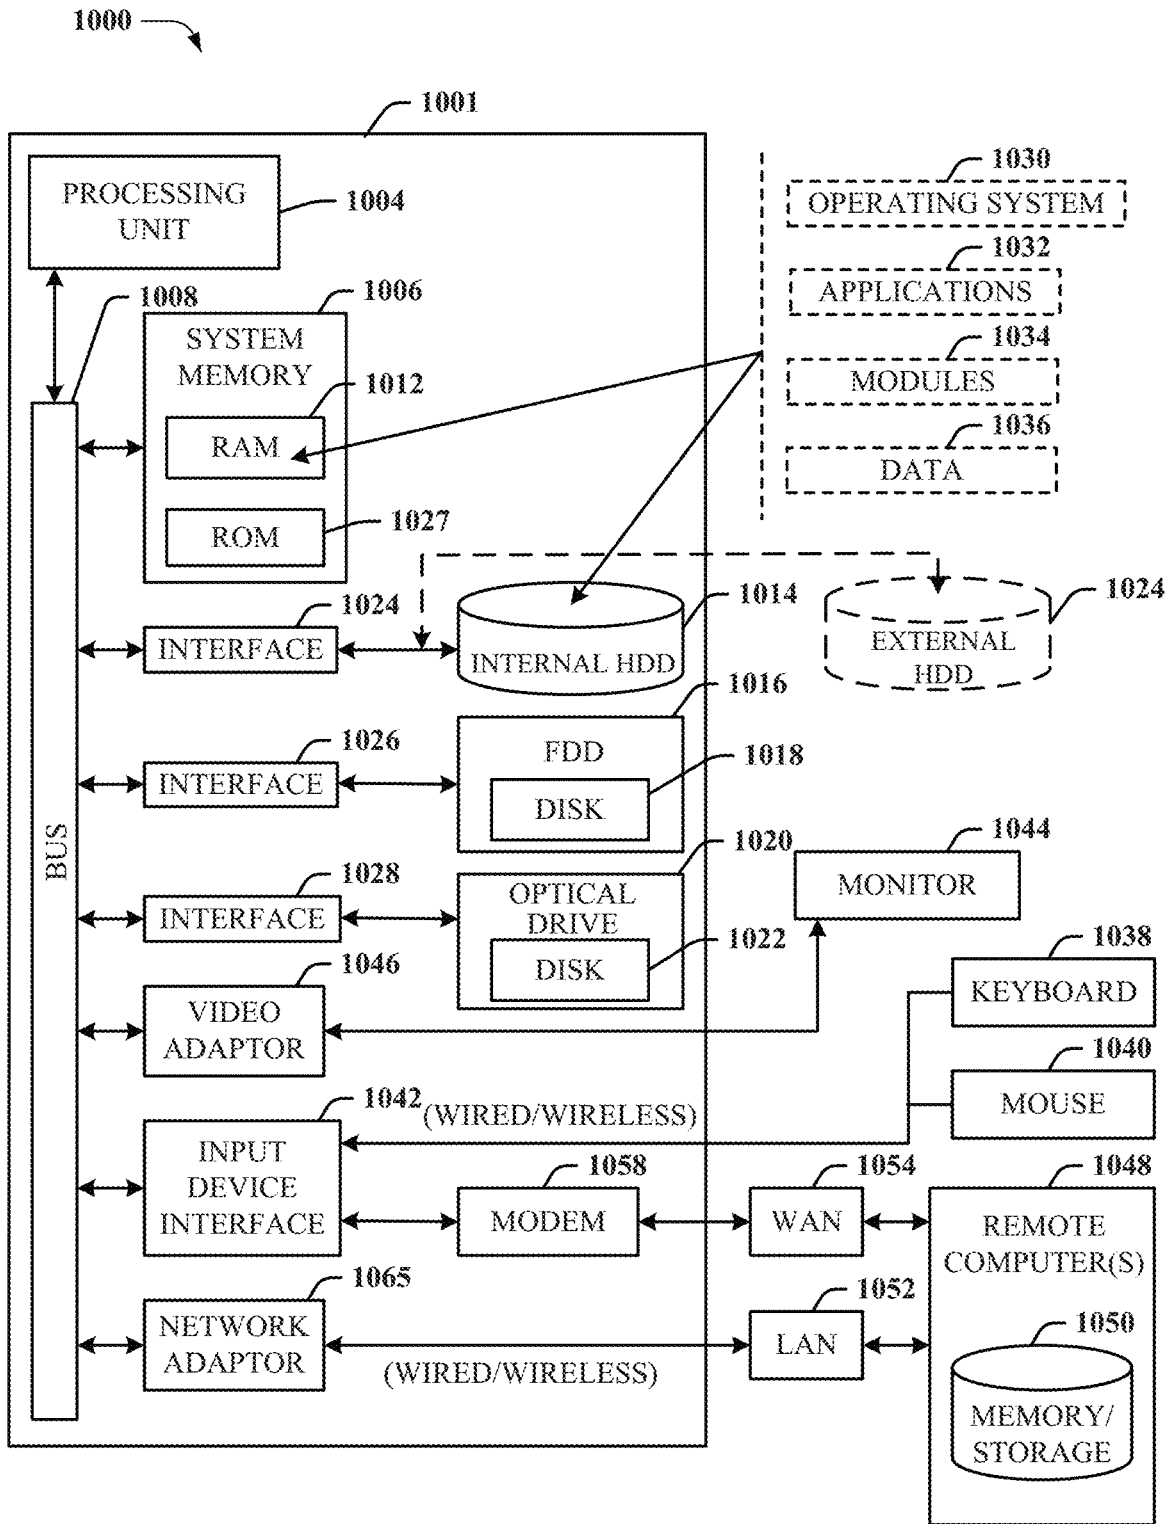 1000
1001
PROCESSING
UNIT
1004
1008
1006
SYSTEM
MEMORY
1012
RAM
1027
ROM
1030
OPERATING SYSTEM
1032
APPLICATIONS
1034
MODULES
1036
DATA
BUS
1024
INTERFACE
1014
INTERNAL HDD
1024
EXTERNAL
HDD
1026
INTERFACE
1016
FDD
1018
DISK
1028
INTERFACE
1020
OPTICAL
DRIVE
1022
DISK
1044
MONITOR
1046
VIDEO
ADAPTOR
1038
KEYBOARD
1040
MOUSE
1042
(WIRED/WIRELESS)
INPUT
DEVICE
INTERFACE
1058
MODEM
1054
WAN
1048
REMOTE
COMPUTER(S)
1065
NETWORK
ADAPTOR
(WIRED/WIRELESS)
1052
LAN
1050
MEMORY/
STORAGE